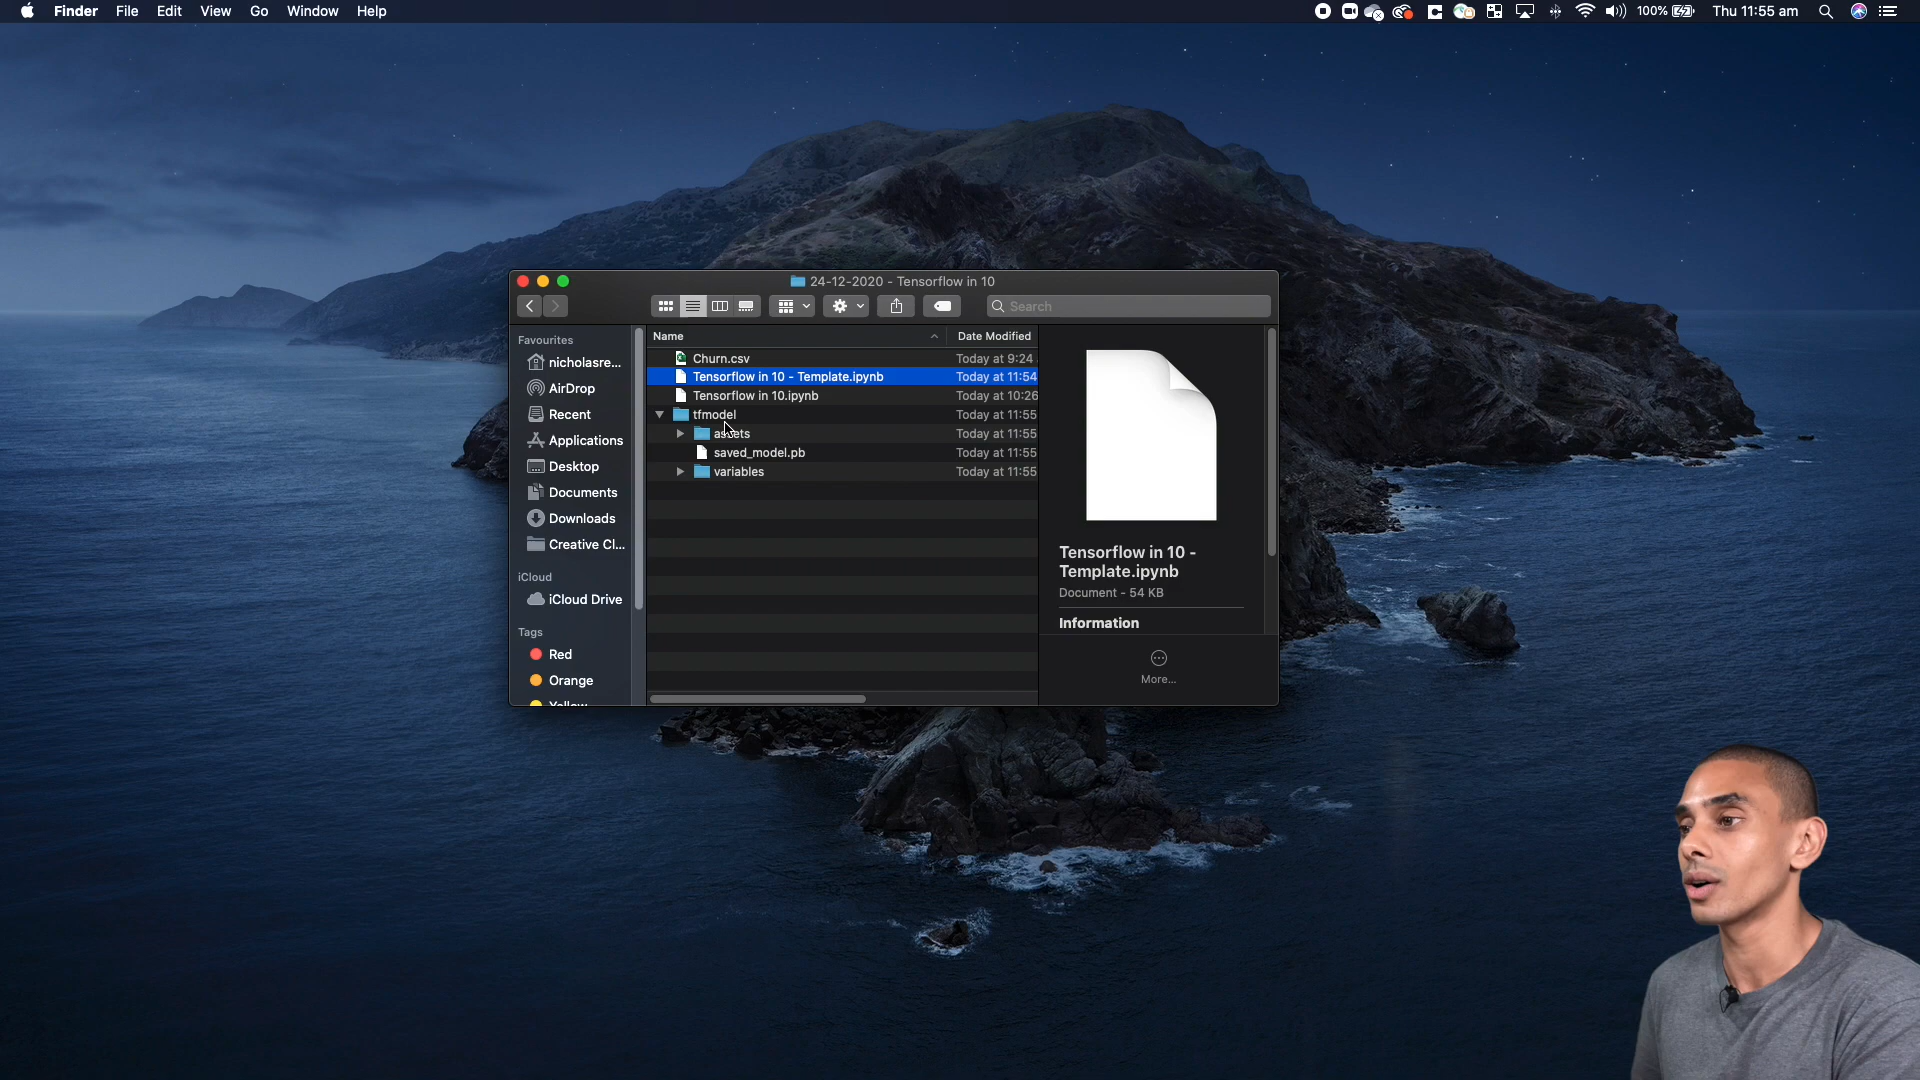 Finder File Edit View Go Window Help
100% Thu 11:55 am
24-12-2020 - Tensorflow in 10
Search
Favourites
nicholasre...
AirDrop
Recent
Applications
Desktop
Documents
Downloads
Creative Cl...
iCloud
iCloud Drive
Tags
Red
Orange
Yellow
Name Date Modified
Churn.csv Today at 9:24
Tensorflow in 10 - Template.ipynb Today at 11:54
Tensorflow in 10.ipynb Today at 10:26
tfmodel Today at 11:55
assets Today at 11:55
saved_model.pb Today at 11:55
variables Today at 11:55
Tensorflow in 10 -
Template.ipynb
Document - 54 KB
Information
More...